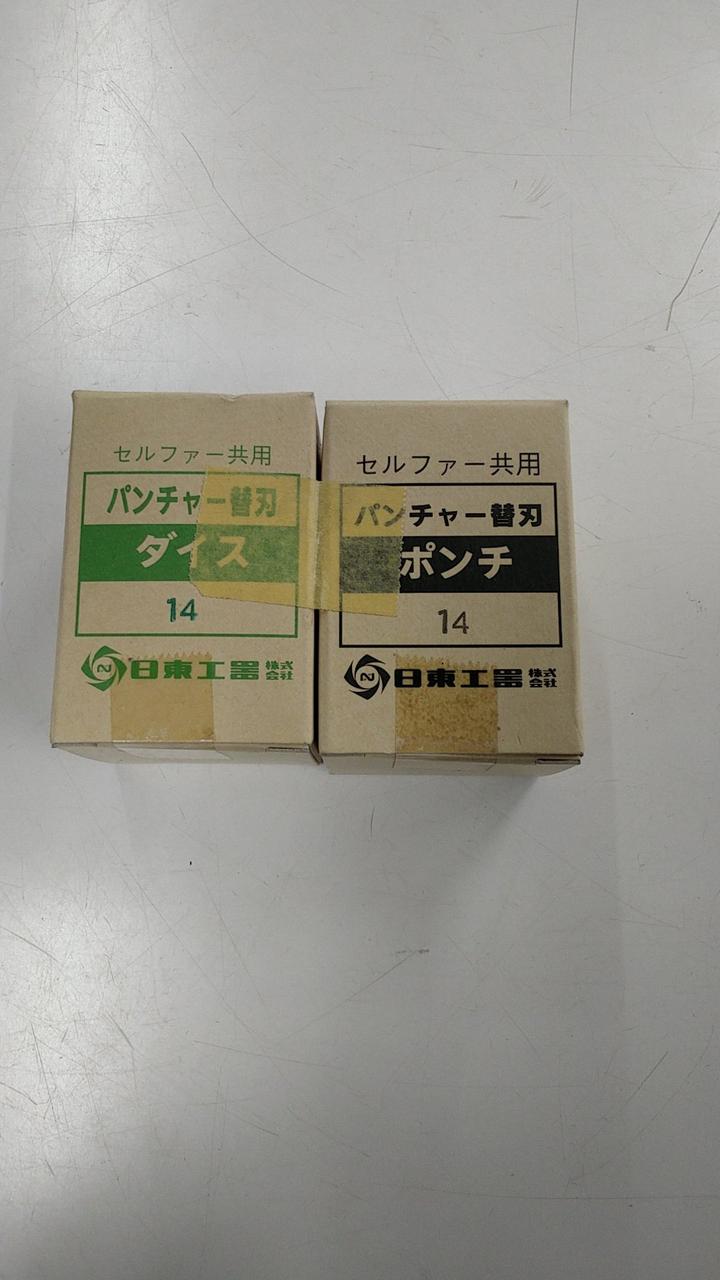 セルファー共用
パンチャー替刃
ダイス
14
日東工器 株式会社
セルファー共用
パンチャー替刃
ポンチ
14
日東工器 株式会社